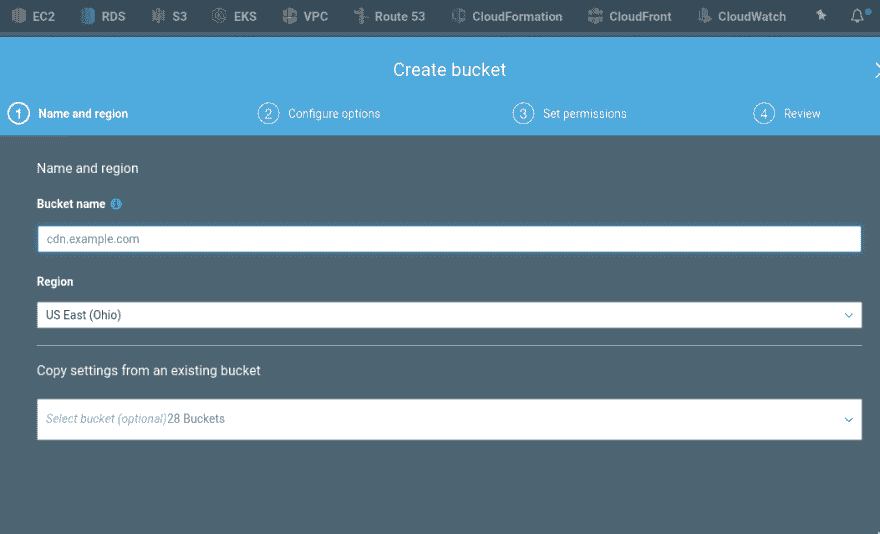 EC2 RDS S3 EKS VPC Route 53 CloudFormation CloudFront CloudWatch
Create bucket
1 Name and region 2 Configure options 3 Set permissions 4 Review
Name and region
Bucket name
cdn.example.com
Region
US East (Ohio)
Copy settings from an existing bucket
Select bucket (optional)28 Buckets